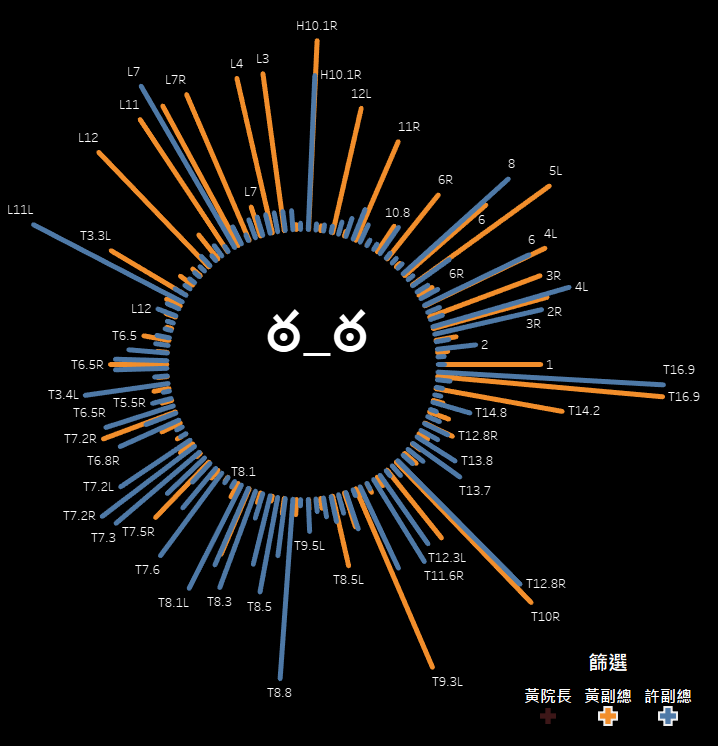 H10.1R
H10.1R
L3
L4
L7
L7R
12L
L11
11R
L12
8
5L
6R
L7
L11L
10.8
6
T3.3L
6
4L
6R
3R
4L
L12
2R
3R
T6.5
2
T6.5R
1
T16.9
T3.4L
T16.9
T5.5R
T6.5R
T14.8
T14.2
T7.2R
T12.8R
T6.8R
T13.8
T8.1
T7.2L
T13.7
T7.2R
T7.5R
T7.3
T9.5L
T12.3L
T7.6
T8.5L
T11.6R
T12.8R
T8.1L
T8.3
T8.5
T10R
T9.3L
T8.8
篩選
黃院長 黃副總 許副總